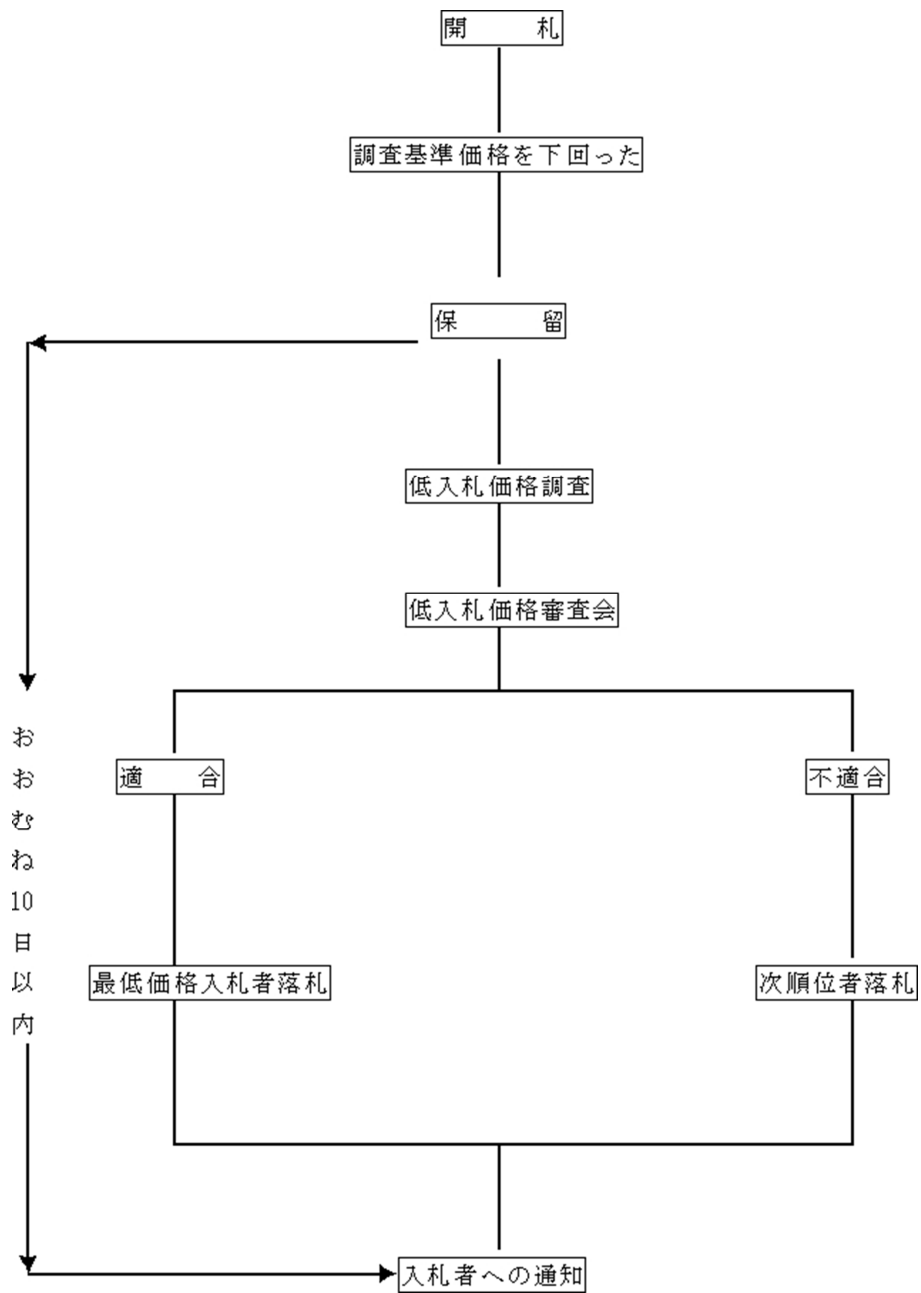 開　札
調査基準価格を下回った
保　留
低入札価格調査
低入札価格審査会
適　合
不適合
おおむね10日以内
最低価格入札者落札
次順位者落札
入札者への通知